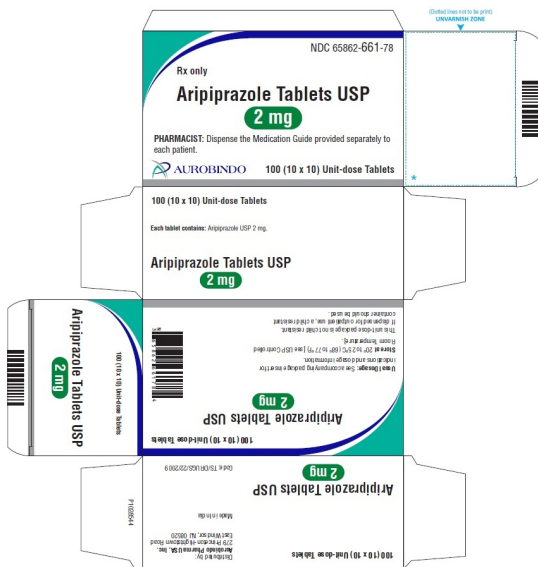 (Dotted lines not to be print)
UNVARNISH ZONE
NDC 65862-661-78
Rx only
Aripiprazole Tablets USP
2 mg
PHARMACIST: Dispense the Medication Guide provided separately to
each patient.
AUROBINDO
100 (10 x 10) Unit-dose Tablets
*
100 (10 x 10) Unit-dose Tablets
Each tablet contains: Aripiprazole USP 2 mg.
Aripiprazole Tablets USP
2 mg
100 (10 x 10) Unit-dose Tablets
Aripiprazole Tablets USP
2 mg
100 (10 x 10) Unit-dose Tablets
Aripiprazole
Tablets USP
2 mg
Usual Dosage: See accompanying package insert for
indications and dosage information.
Store at 20° to 25°C (68° to 77°F); [see USP Controlled
Room Temperature].
This unit-dose package is not child resistant.
If dispensed for outpatient use, a child resistant
container should be used.
100 (10 x 10) Unit-dose Tablets
Aripiprazole Tablets USP
2 mg
Distributed by:
Aurobindo Pharma USA, Inc.
279 Princeton-Hightstown Road
East Windsor, NJ 08520
Made in India
P1028544